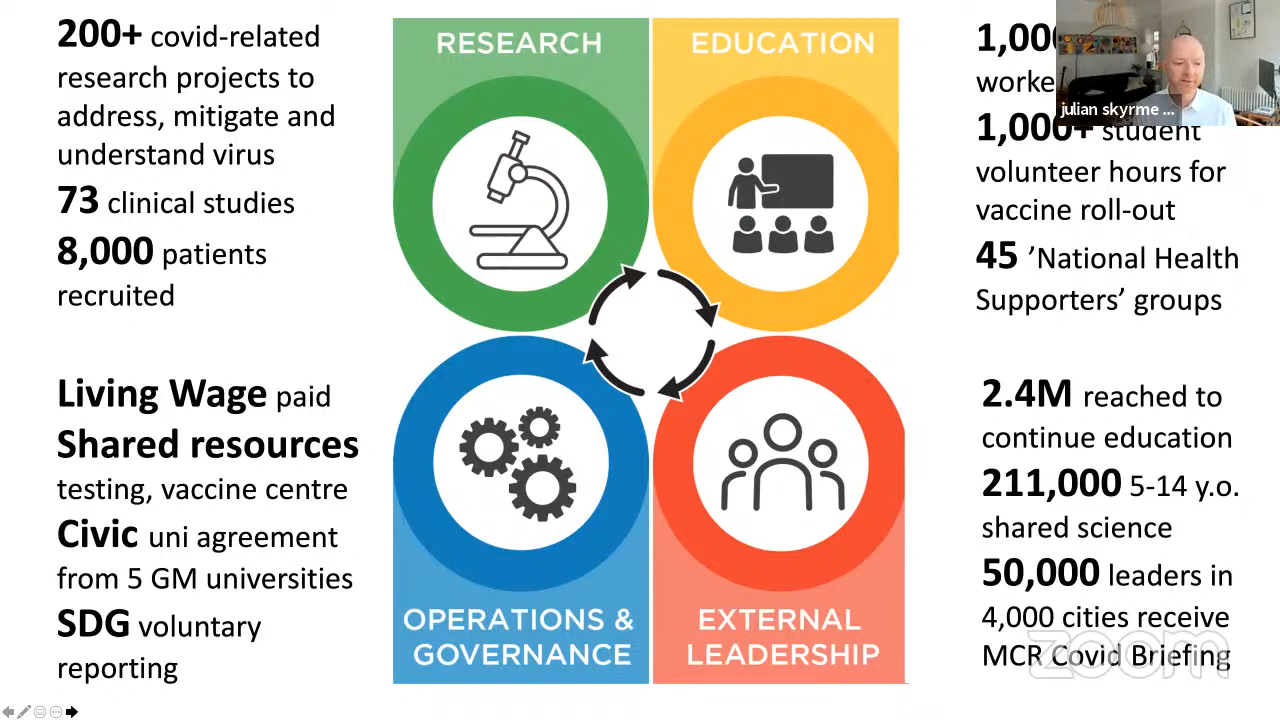 200+ covid-related
research projects to
address, mitigate and
understand virus
73 clinical studies
8,000 patients
recruited
RESEARCH
EDUCATION
1,00
worke
julian skyrme ...
1,000+ student
volunteer hours for
vaccine roll-out
45 ’National Health
Supporters’ groups
Living Wage paid
Shared resources
testing, vaccine centre
Civic uni agreement
from 5 GM universities
SDG voluntary
reporting
OPERATIONS &
GOVERNANCE
EXTERNAL
LEADERSHIP
2.4M reached to
continue education
211,000 5-14 y.o.
shared science
50,000 leaders in
4,000 cities receive
MCR Covid Briefing
zoom